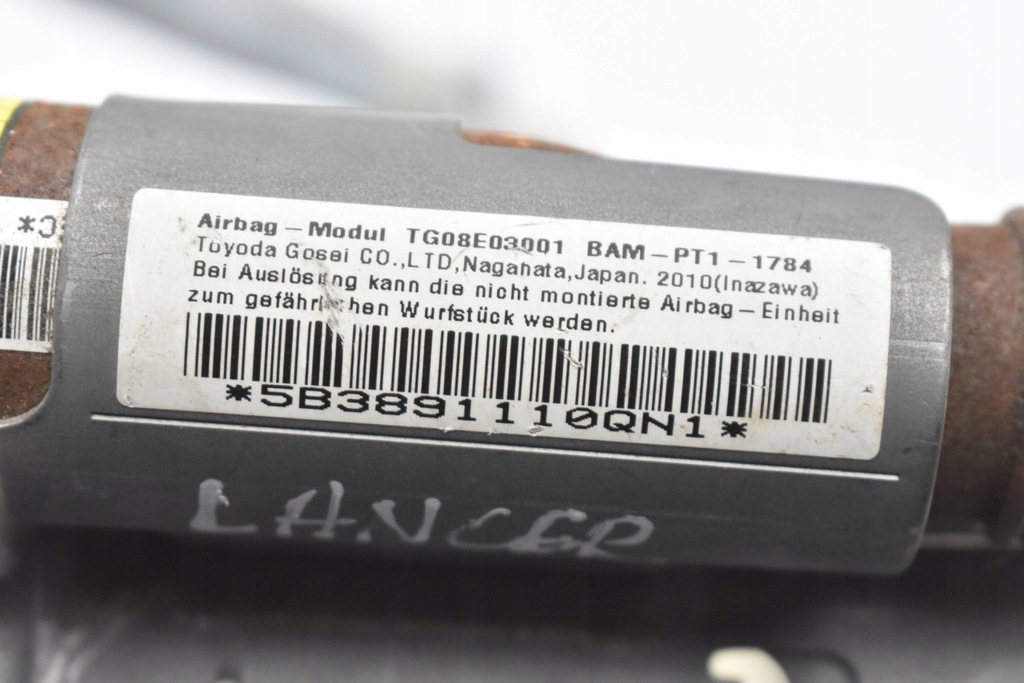 Airbag-Modul TG08E03001 BAM-PT1-1784
Toyoda Gosei CO.,LTD,Nagahata,Japan. 2010(Inazawa)
Bei Auslösung kann die nicht montierte Airbag-Einheit
zum gefährlichen Wurfstück werden.
*5B3891110QN1*
LANCER
C*